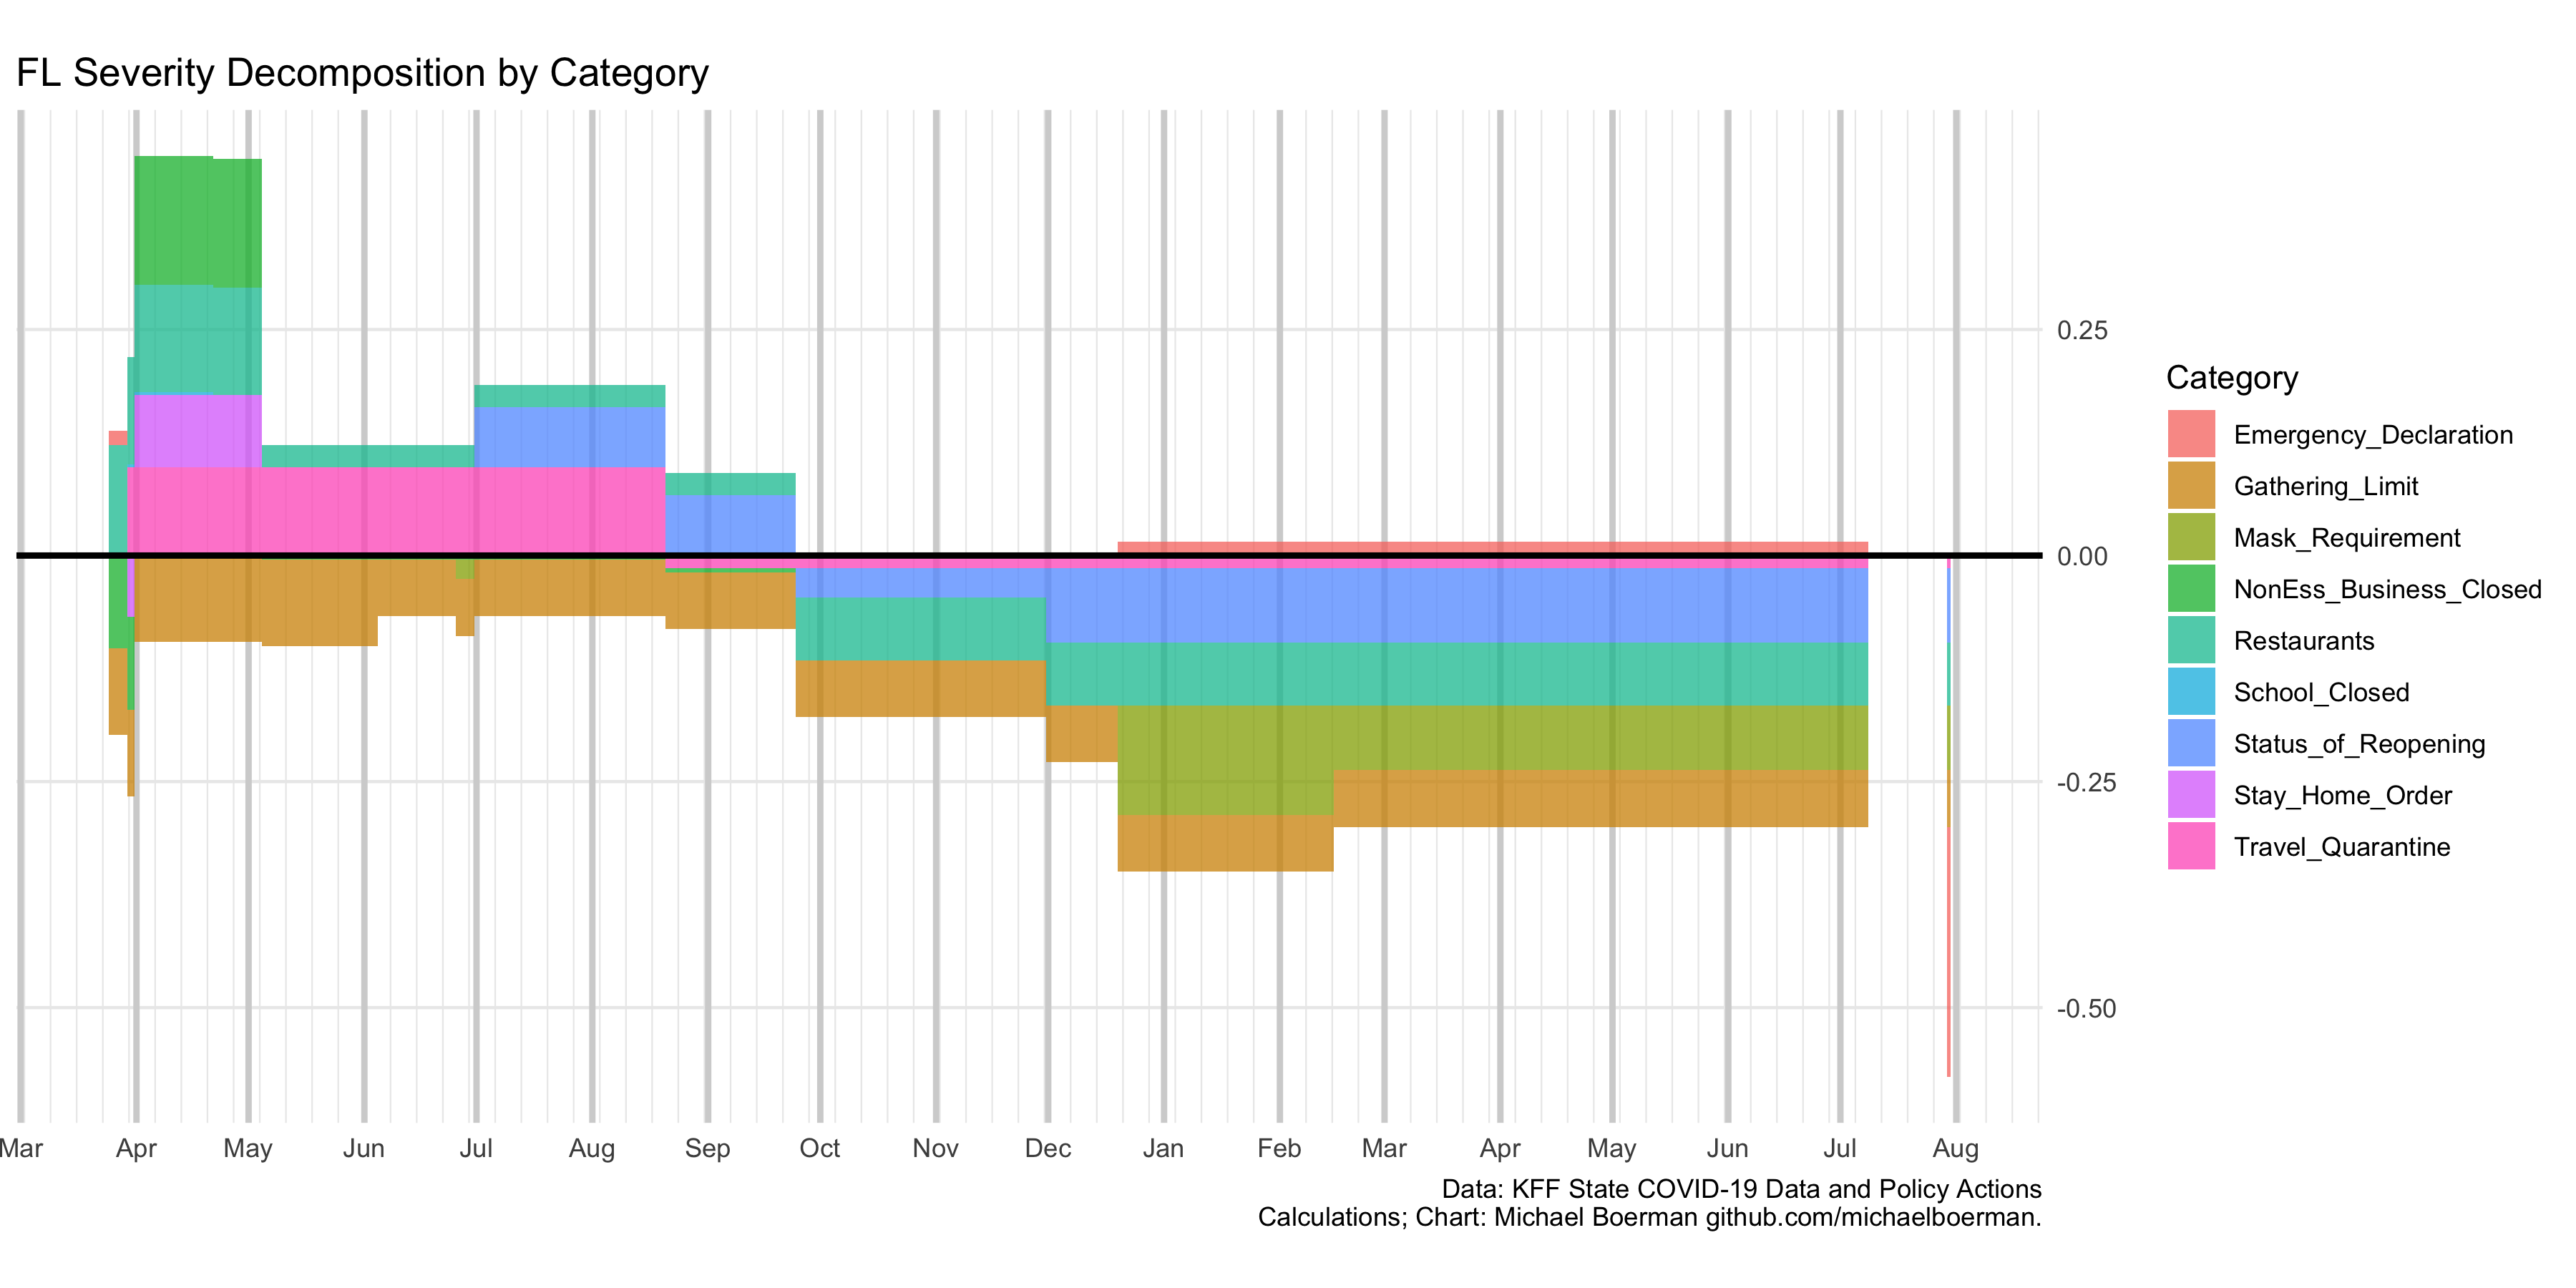 FL Severity Decomposition by Category
0.25
0.00
-0.25
-0.50
Mar Apr May Jun Jul Aug Sep Oct Nov Dec Jan Feb Mar Apr May Jun Jul Aug
Category
Emergency_Declaration
Gathering_Limit
Mask_Requirement
NonEss_Business_Closed
Restaurants
School_Closed
Status_of_Reopening
Stay_Home_Order
Travel_Quarantine
Data: KFF State COVID-19 Data and Policy Actions
Calculations; Chart: Michael Boerman github.com/michaelboerman.